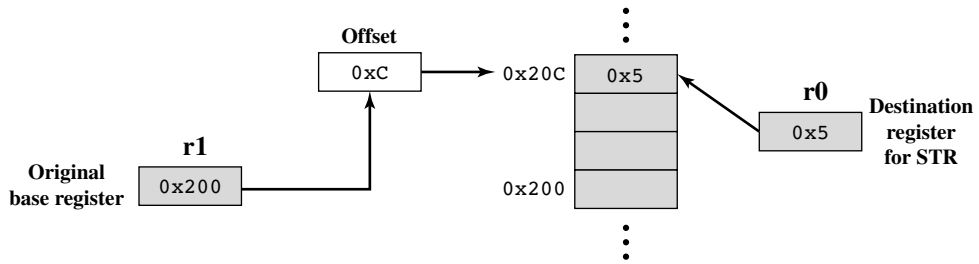 Offset
0xC
r1
Original
base register
0x200
0x20C
0x5
0x200
r0
0x5
Destination
register
for STR